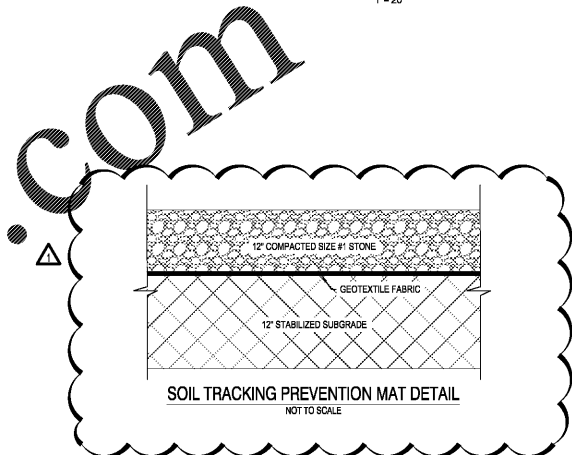 .com
1
12" COMPACTED SIZE #1 STONE
GEOTEXTILE FABRIC
12" STABILIZED SUBGRADE
SOIL TRACKING PREVENTION MAT DETAIL
NOT TO SCALE